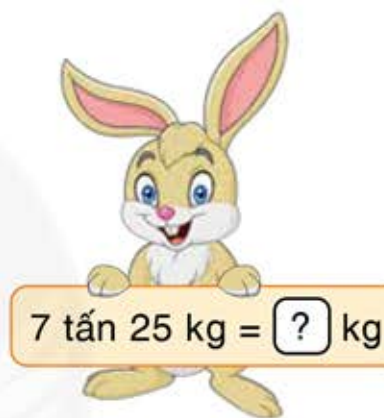 7 tấn 25 kg = ? kg